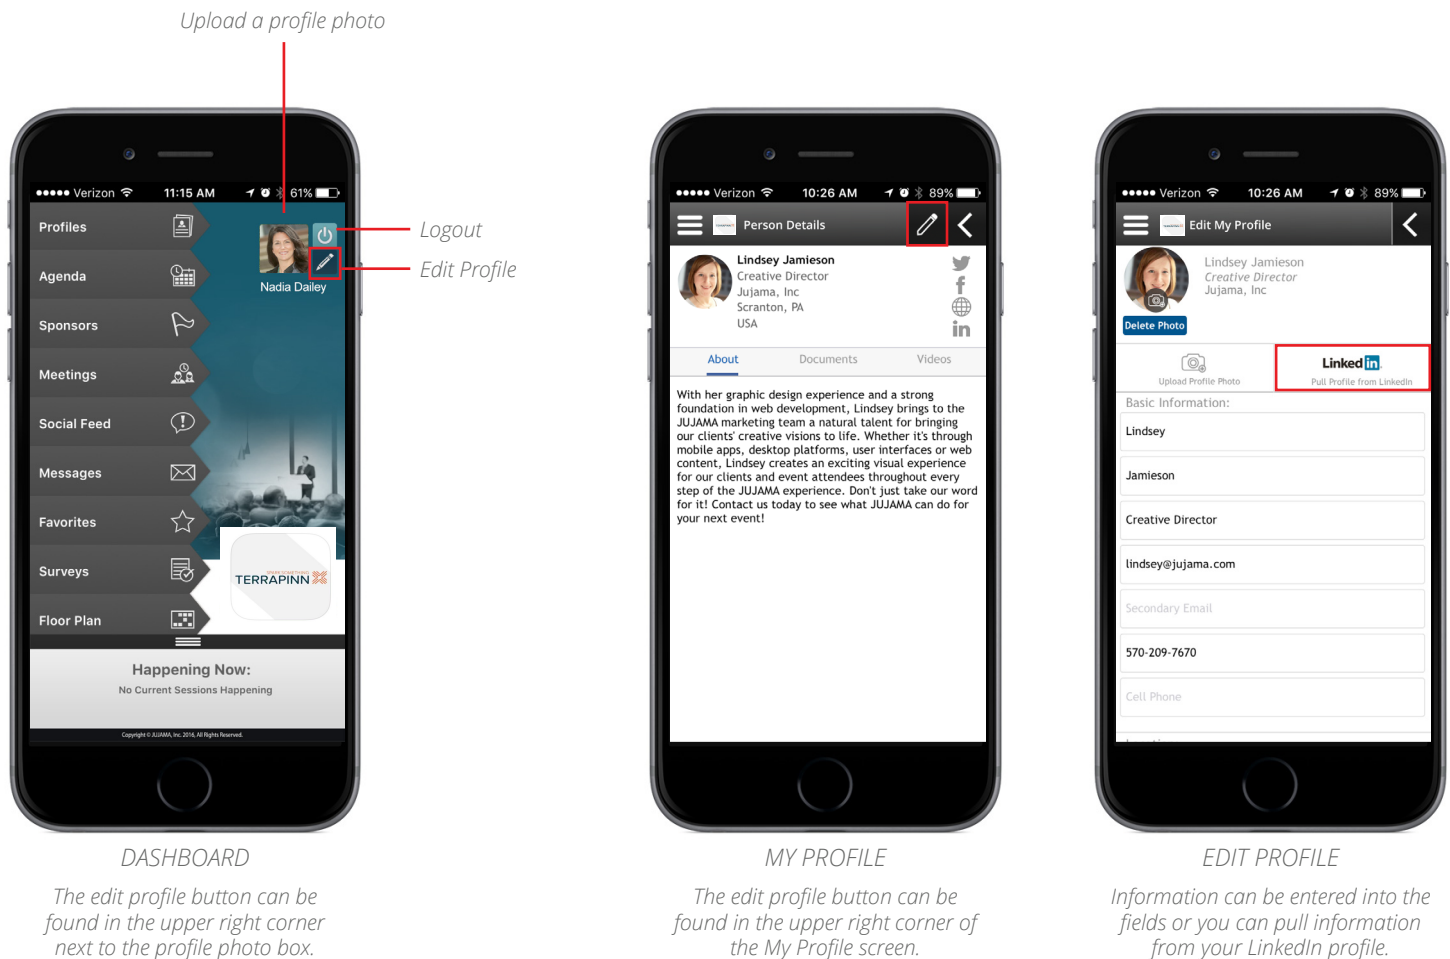 Upload a profile photo
Verizon 11:15 AM 61%
Profiles
Agenda
Sponsors
Meetings
Social Feed
Messages
Favorites
Surveys
Floor Plan
Nadia Dailey
Logout
Edit Profile
SPARK SOMETHING
TERRAPINN
Happening Now:
No Current Sessions Happening
Copyright © JUJAMA, Inc. 2016, All Rights Reserved.
DASHBOARD
The edit profile button can be
found in the upper right corner
next to the profile photo box.
Verizon 10:26 AM 89%
TERRAPINN
Person Details
Lindsey Jamieson
Creative Director
Jujama, Inc
Scranton, PA
USA
About Documents Videos
With her graphic design experience and a strong
foundation in web development, Lindsey brings to the
JUJAMA marketing team a natural talent for bringing
our clients' creative visions to life. Whether it's through
mobile apps, desktop platforms, user interfaces or web
content, Lindsey creates an exciting visual experience
for our clients and event attendees throughout every
step of the JUJAMA experience. Don't just take our word
for it! Contact us today to see what JUJAMA can do for
your next event!
MY PROFILE
The edit profile button can be
found in the upper right corner of
the My Profile screen.
Verizon 10:26 AM 89%
Edit My Profile
Lindsey Jamieson
Creative Director
Jujama, Inc
Delete Photo
Upload Profile Photo
Linked in
Pull Profile from LinkedIn
Basic Information:
Lindsey
Jamieson
Creative Director
lindsey@jujama.com
Secondary Email
570-209-7670
Cell Phone
EDIT PROFILE
Information can be entered into the
fields or you can pull information
from your LinkedIn profile.